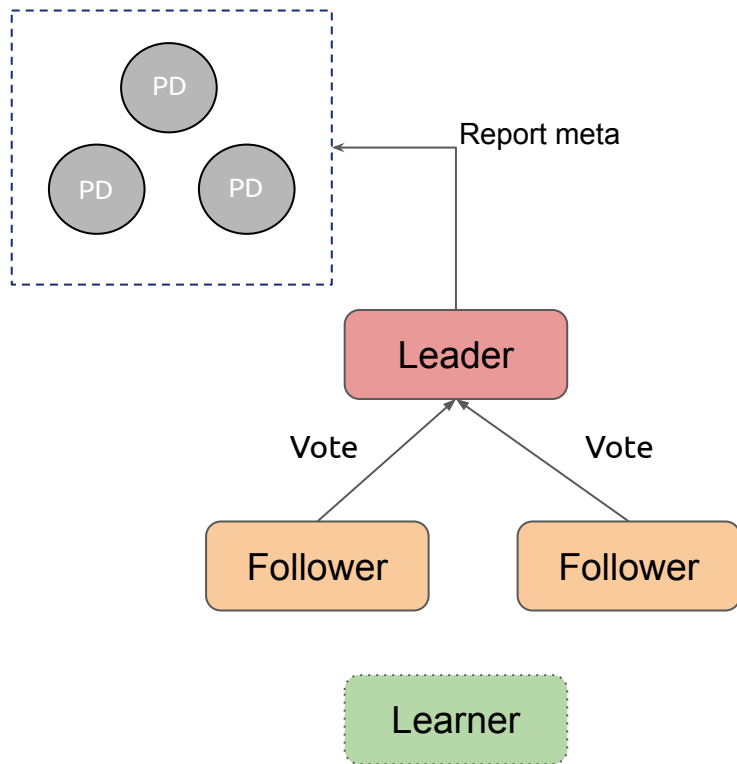 PD
PD
PD
Report meta
Leader
Vote
Vote
Follower
Follower
Learner